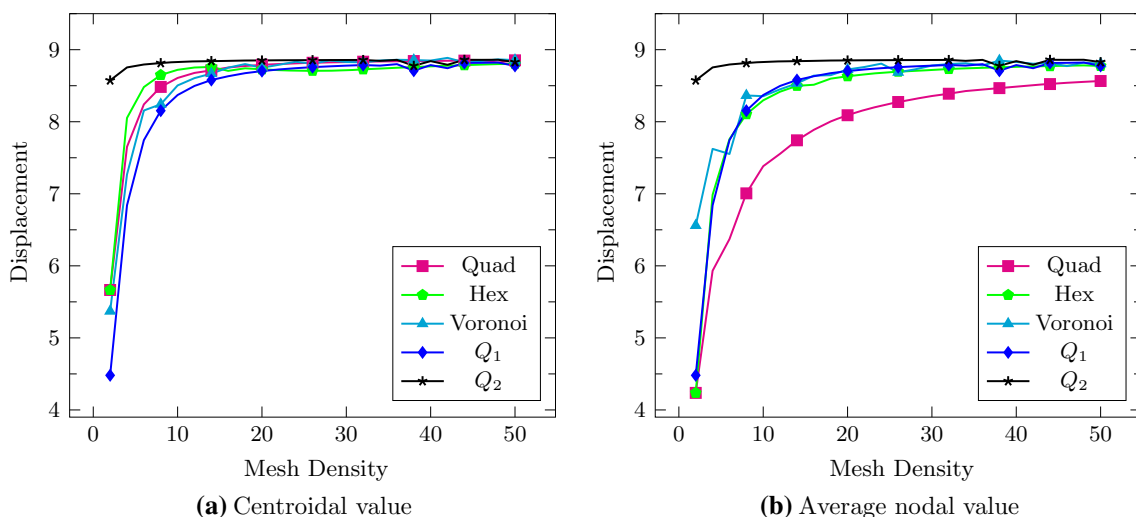 9
8
7
6
5
4
Displacement
0 10 20 30 40 50
Mesh Density
Quad
Hex
Voronoi
Q1
Q2
(a) Centroidal value
9
8
7
6
5
4
Displacement
0 10 20 30 40 50
Mesh Density
Quad
Hex
Voronoi
Q1
Q2
(b) Average nodal value